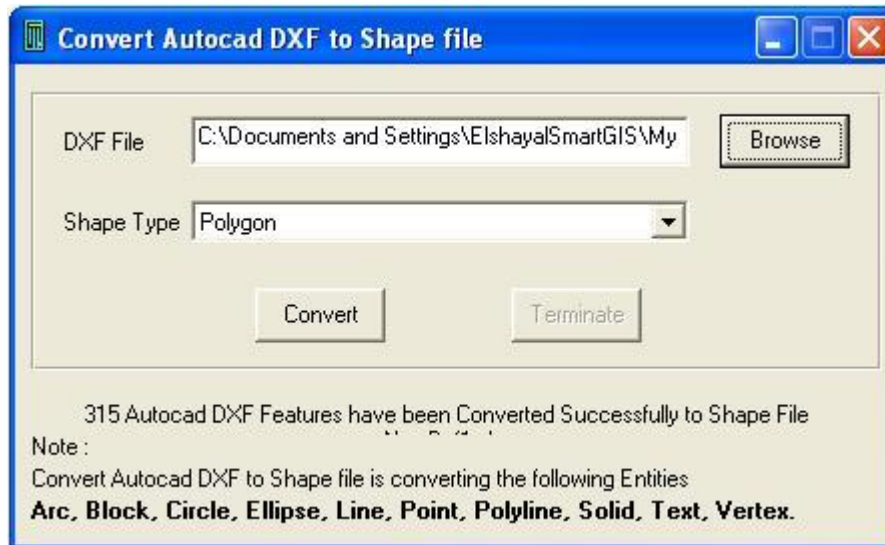 Convert Autocad DXF to Shape file
DXF File C:\Documents and Settings\ElshayalSmartGIS\My Browse
Shape Type Polygon
Convert Terminate
315 Autocad DXF Features have been Converted Successfully to Shape File
Note :
Convert Autocad DXF to Shape file is converting the following Entities
Arc, Block, Circle, Ellipse, Line, Point, Polyline, Solid, Text, Vertex.